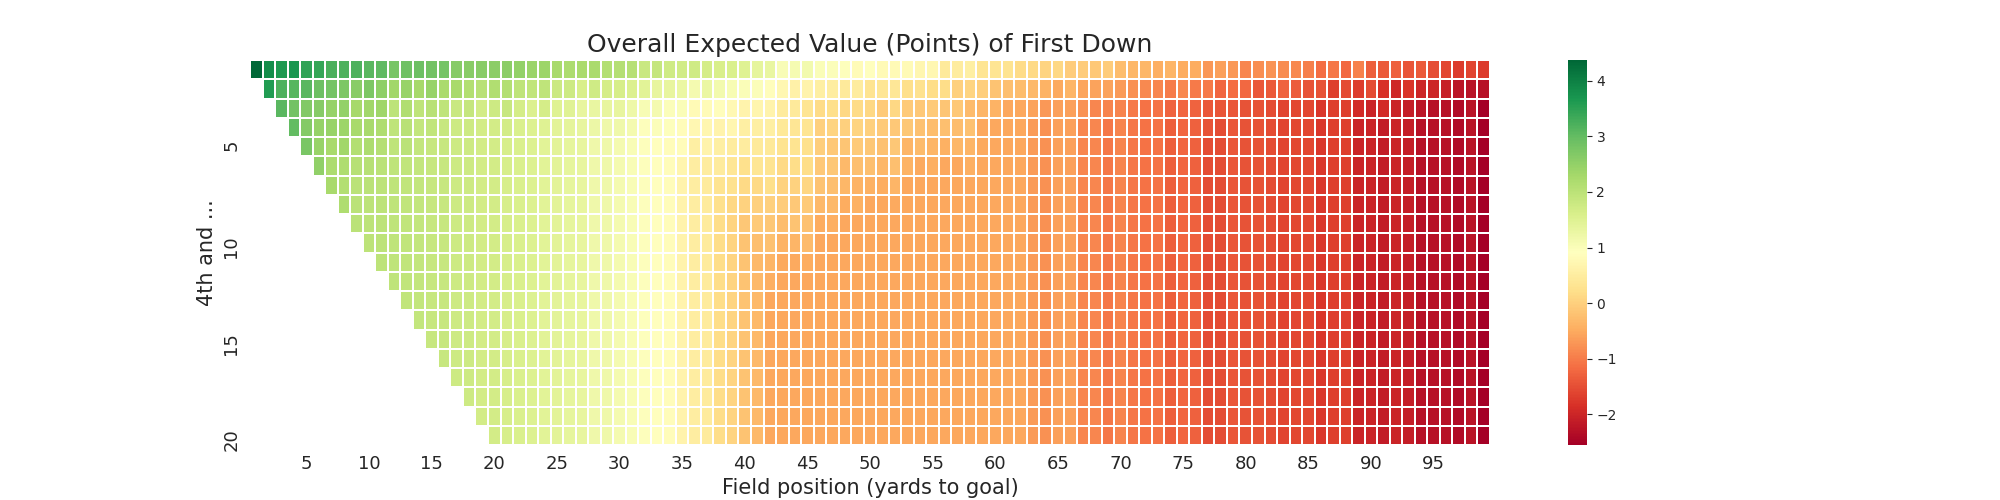 Overall Expected Value (Points) of First Down
4th and ...
5
10
15
20
5 10 15 20 25 30 35 40 45 50 55 60 65 70 75 80 85 90 95
Field position (yards to goal)
4
3
2
1
0
−1
−2